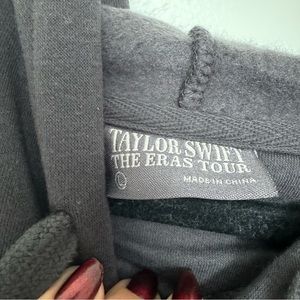 TAYLOR SWIFT
THE ERAS TOUR
MADE IN CHINA